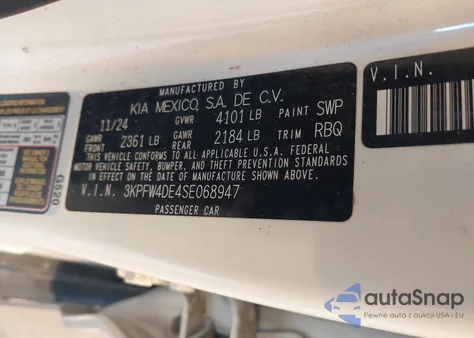 MANUFACTURED BY
KIA MEXICO, S.A. DE C.V.
11/24 GVWR 4101 LB PAINT SWP
GAWR FRONT 2361 LB GAWR REAR 2184 LB TRIM RBQ
THIS VEHICLE CONFORMS TO ALL APPLICABLE U.S.A. FEDERAL
MOTOR VEHICLE SAFETY, BUMPER, AND THEFT PREVENTION STANDARDS
IN EFFECT ON THE DATE OF MANUFACTURE SHOWN ABOVE.
V.I.N. 3KPFW4DE4SE068947
PASSENGER CAR
V.I.N.
G520
autoSnap
Pewne auta z aukcji USA i EU